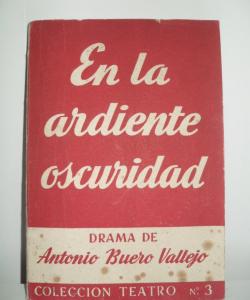 En la
ardiente
oscuridad
DRAMA DE
Antonio Buero Vallejo
COLECCION TEATRO Nº 3